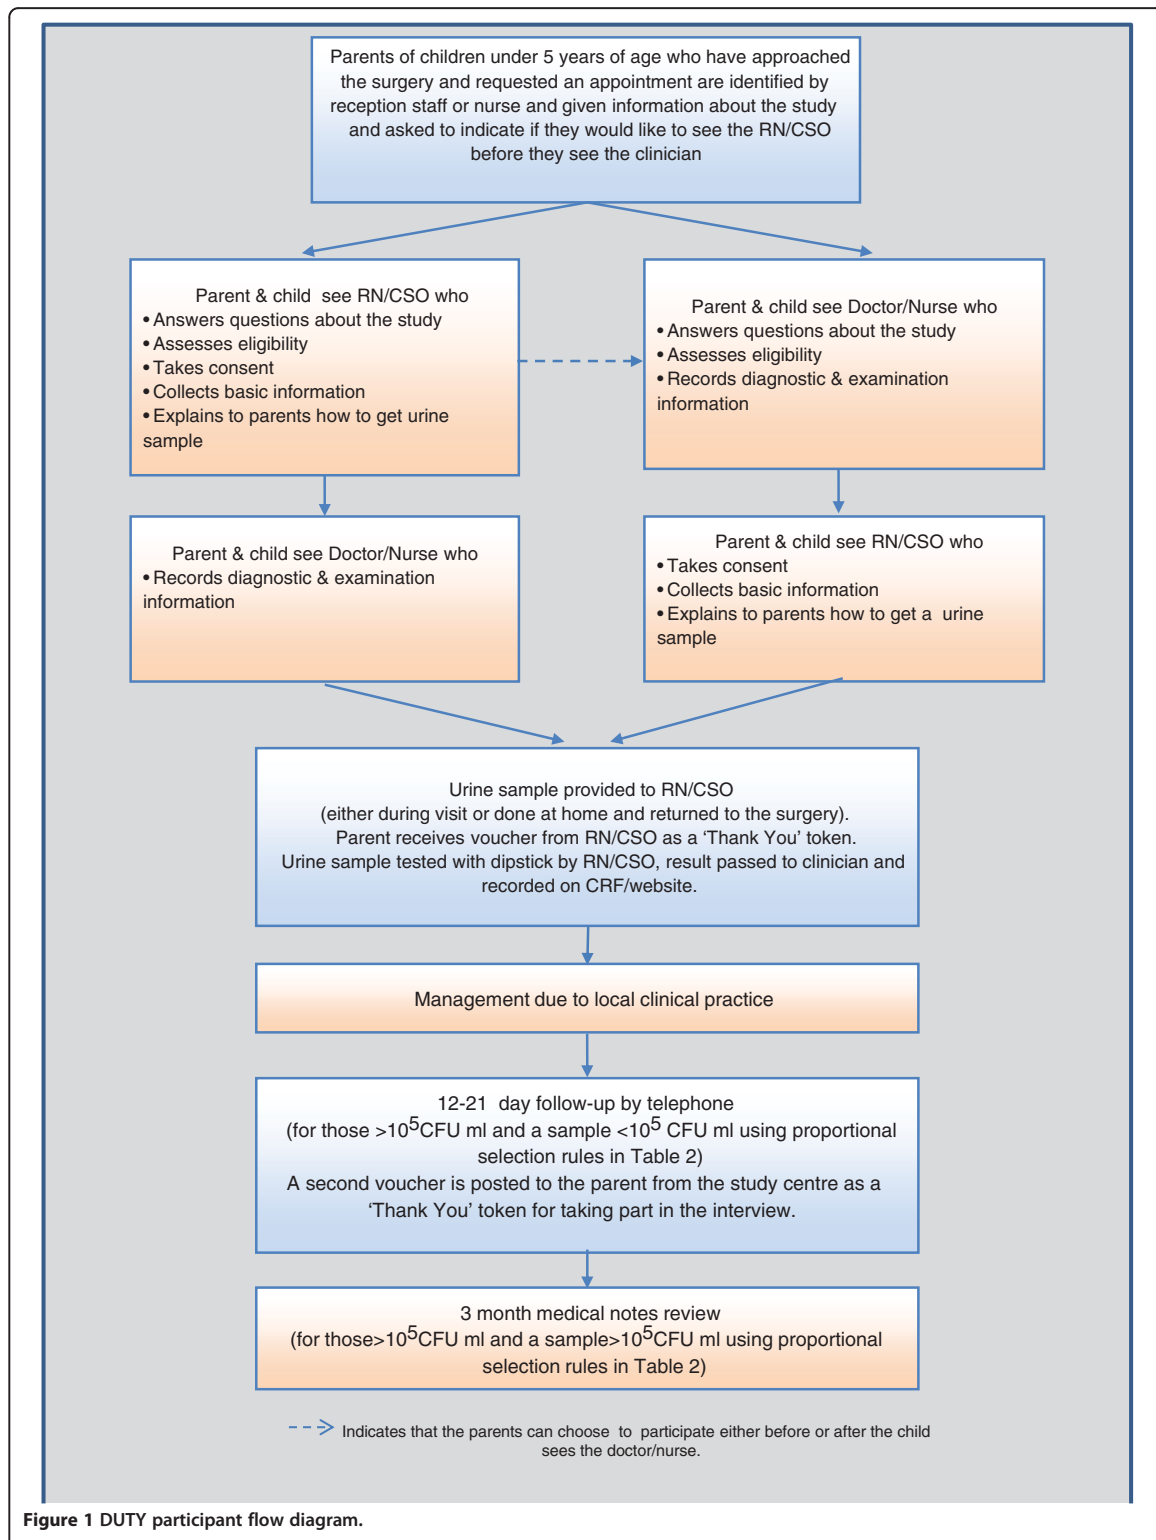 Parents of children under 5 years of age who have approached
the surgery and requested an appointment are identified by
reception staff or nurse and given information about the study
and asked to indicate if they would like to see the RN/CSO
before they see the clinician
Parent & child see RN/CSO who
• Answers questions about the study
• Assesses eligibility
• Takes consent
• Collects basic information
• Explains to parents how to get urine
sample
Parent & child see Doctor/Nurse who
• Answers questions about the study
• Assesses eligibility
• Records diagnostic & examination
information
Parent & child see Doctor/Nurse who
• Records diagnostic & examination
information
Parent & child see RN/CSO who
• Takes consent
• Collects basic information
• Explains to parents how to get a urine
sample
Urine sample provided to RN/CSO
(either during visit or done at home and returned to the surgery).
Parent receives voucher from RN/CSO as a ‘Thank You’ token.
Urine sample tested with dipstick by RN/CSO, result passed to clinician and
recorded on CRF/website.
Management due to local clinical practice
12-21 day follow-up by telephone
(for those >10⁵CFU ml and a sample <10⁵ CFU ml using proportional
selection rules in Table 2)
A second voucher is posted to the parent from the study centre as a
‘Thank You’ token for taking part in the interview.
3 month medical notes review
(for those>10⁵CFU ml and a sample>10⁵CFU ml using proportional
selection rules in Table 2)
Indicates that the parents can choose to participate either before or after the child
sees the doctor/nurse.
Figure 1 DUTY participant flow diagram.